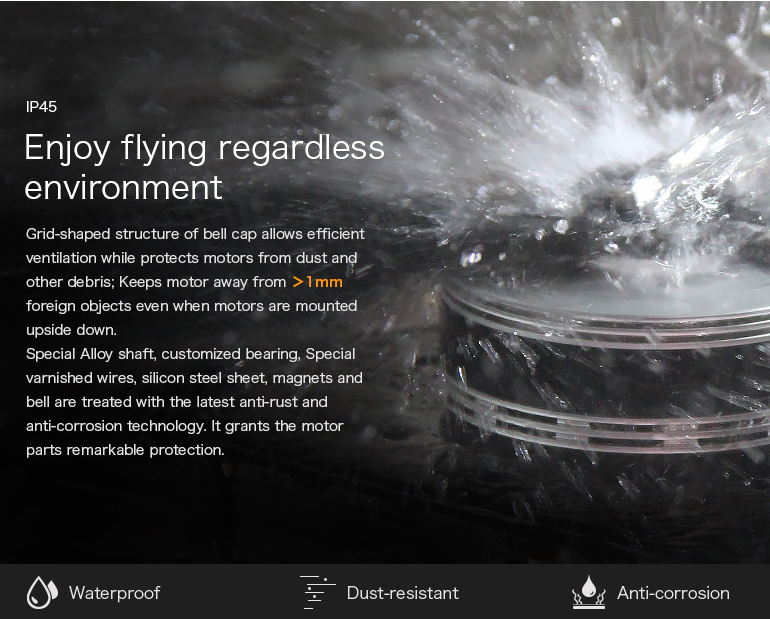 IP45
Enjoy flying regardless
environment
Grid-shaped structure of bell cap allows efficient
ventilation while protects motors from dust and
other debris; Keeps motor away from >1mm
foreign objects even when motors are mounted
upside down.
Special Alloy shaft, customized bearing, Special
varnished wires, silicon steel sheet, magnets and
bell are treated with the latest anti-rust and
anti-corrosion technology. It grants the motor
parts remarkable protection.
Waterproof
Dust-resistant
Anti-corrosion